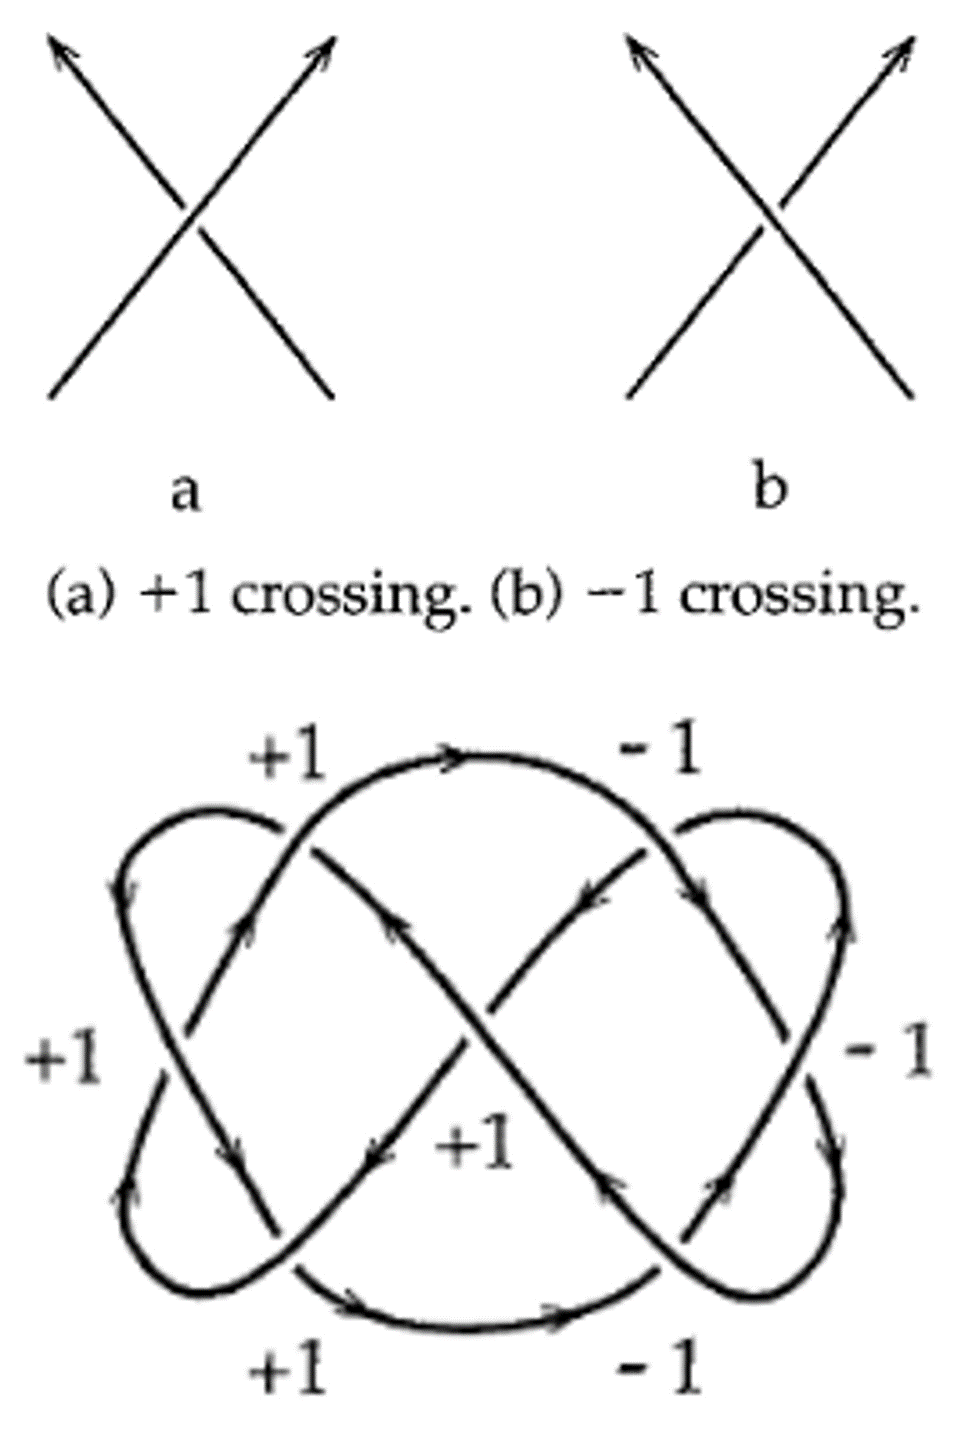 a b
(a) +1 crossing. (b) −1 crossing.
+1 - 1
+1 - 1
+1
+1 - 1